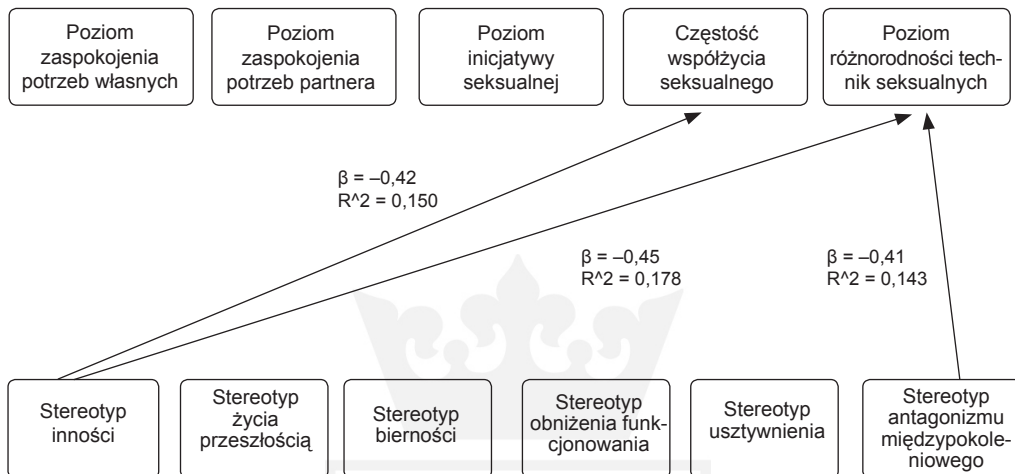 Poziom
zaspokojenia
potrzeb własnych
Poziom
zaspokojenia
potrzeb partnera
Poziom
inicjatywy
seksualnej
Częstość
współżycia
seksualnego
Poziom
różnorodności tech-
nik seksualnych
β = –0,42
R^2 = 0,150
β = –0,45
R^2 = 0,178
β = –0,41
R^2 = 0,143
Stereotyp
inności
Stereotyp
życia
przeszłością
Stereotyp
bierności
Stereotyp
obniżenia funk-
cjonowania
Stereotyp
usztywnienia
Stereotyp
antagonizmu
międzypokole-
niowego